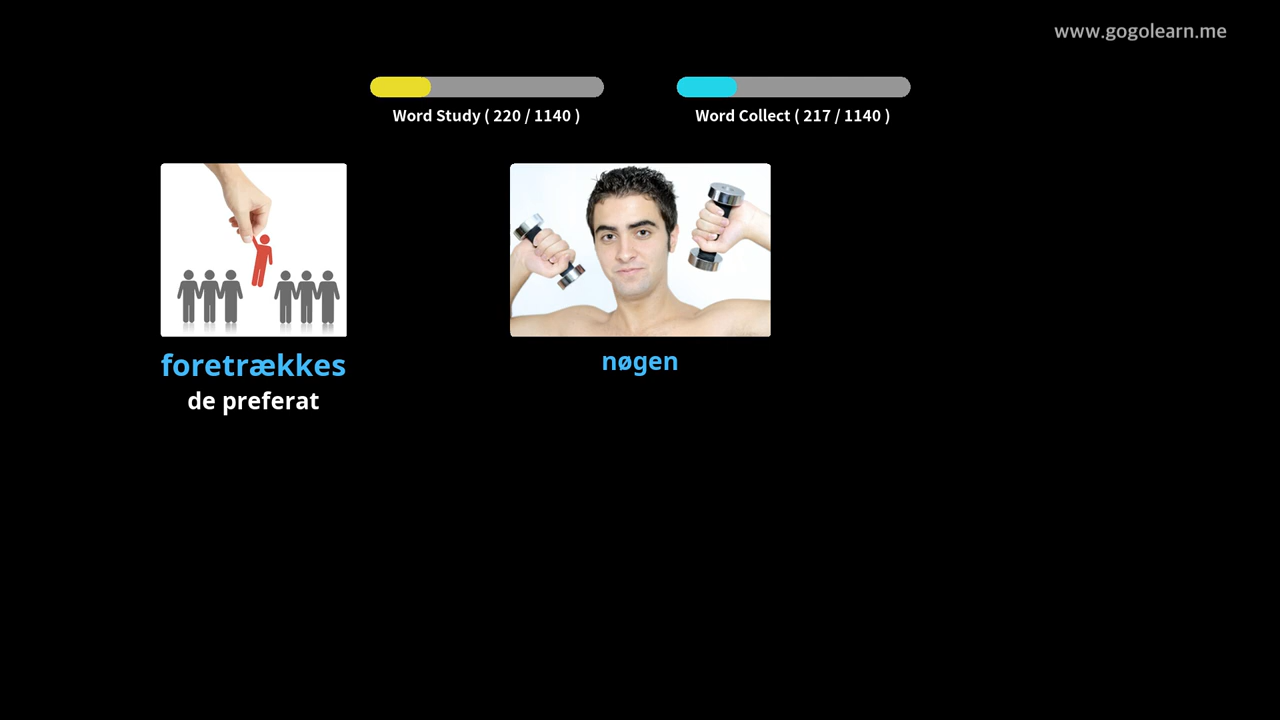 www.gogolearn.me
Word Study ( 220 / 1140 )
Word Collect ( 217 / 1140 )
foretrækkes
de preferat
nøgen